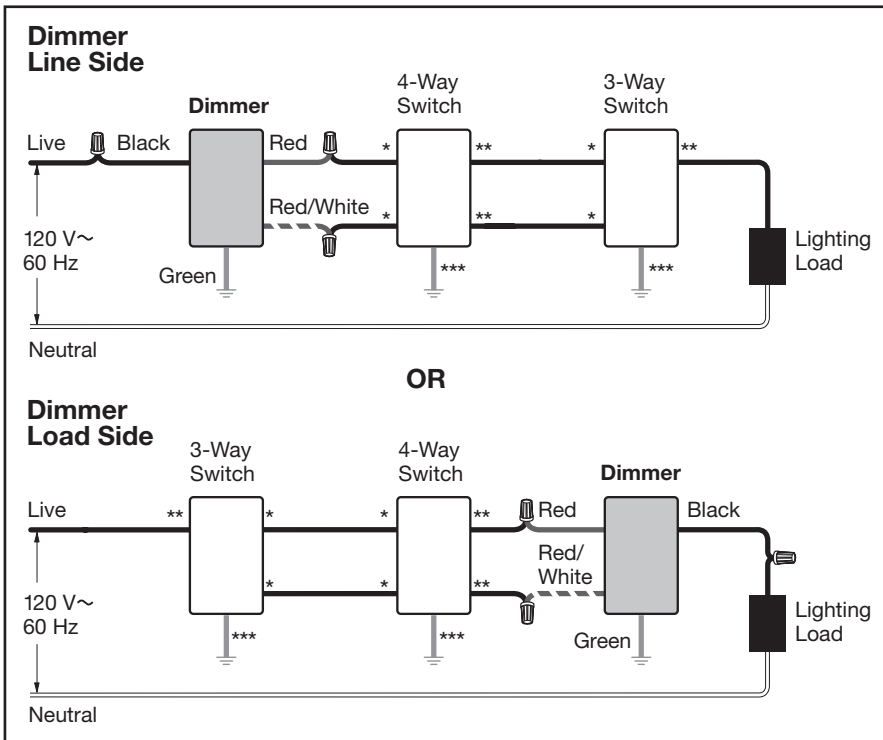 Dimmer
Line Side
4-Way
Switch
3-Way
Switch
Dimmer
Live
Black
Red
*
**
*
**
Red/White
*
**
*
120 V~
60 Hz
Green
***
***
Lighting
Load
Neutral
OR
Dimmer
Load Side
3-Way
Switch
4-Way
Switch
Dimmer
Live
**
*
*
**
Red
Black
Red/
White
*
*
**
120 V~
60 Hz
***
***
Green
Lighting
Load
Neutral